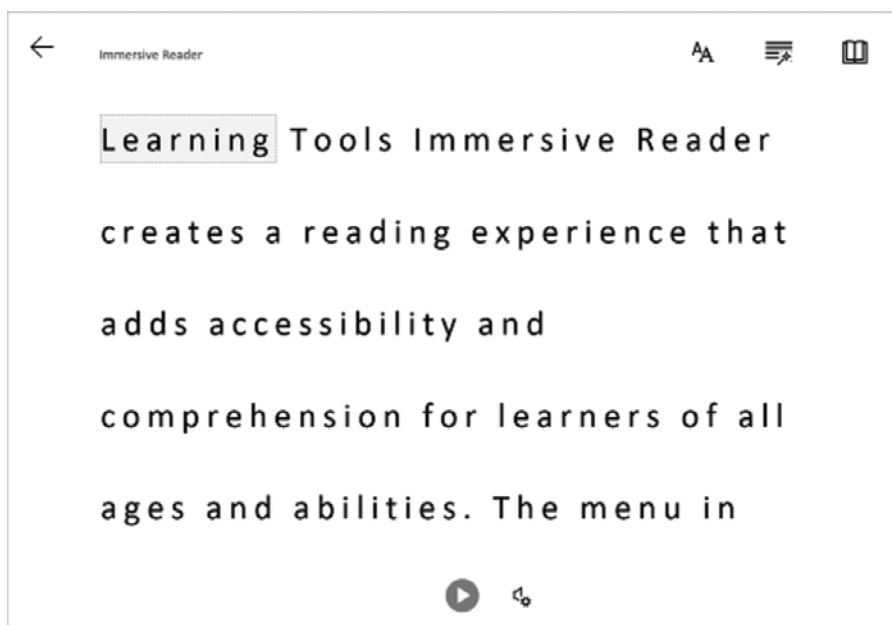 Immersive Reader
Learning Tools Immersive Reader
creates a reading experience that
adds accessibility and
comprehension for learners of all
ages and abilities. The menu in